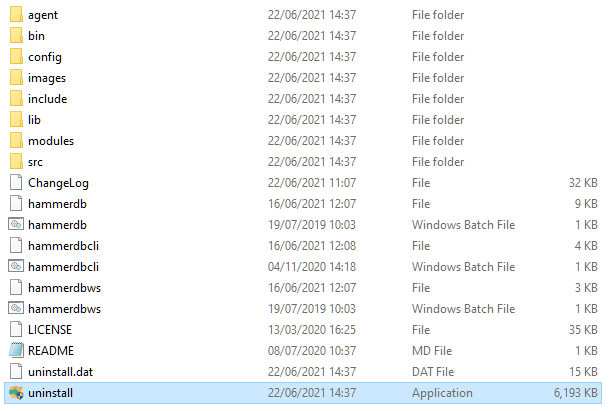 agent 22/06/2021 14:37 File folder
bin 22/06/2021 14:37 File folder
config 22/06/2021 14:37 File folder
images 22/06/2021 14:37 File folder
include 22/06/2021 14:37 File folder
lib 22/06/2021 14:37 File folder
modules 22/06/2021 14:37 File folder
src 22/06/2021 14:37 File folder
ChangeLog 22/06/2021 11:07 File 32 KB
hammerdb 16/06/2021 12:07 File 9 KB
hammerdb 19/07/2019 10:03 Windows Batch File 1 KB
hammerdbcli 16/06/2021 12:08 File 4 KB
hammerdbcli 04/11/2020 14:18 Windows Batch File 1 KB
hammerdbws 16/06/2021 12:07 File 3 KB
hammerdbws 19/07/2019 10:03 Windows Batch File 1 KB
LICENSE 13/03/2020 16:25 File 35 KB
README 08/07/2020 10:37 MD File 1 KB
uninstall.dat 22/06/2021 14:37 DAT File 15 KB
uninstall 22/06/2021 14:37 Application 6,193 KB